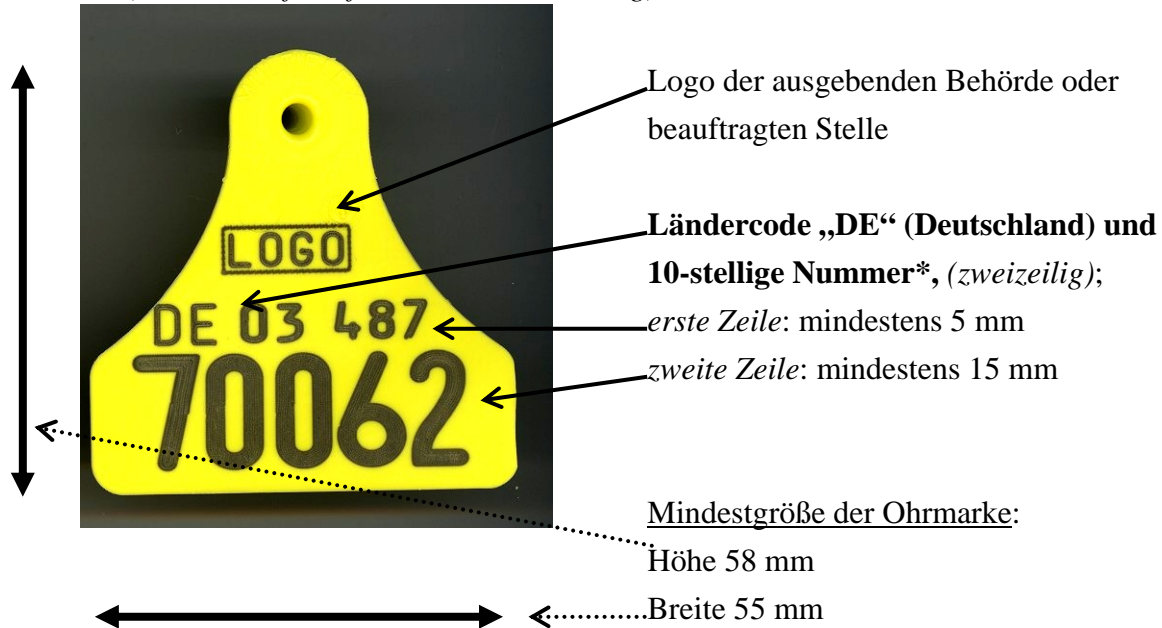 Logo der ausgebenden Behörde oder
beauftragten Stelle
LOGO
Ländercode „DE“ (Deutschland) und
10-stellige Nummer*, (zweizeilig);
DE 03 487
erste Zeile: mindestens 5 mm
70062
zweite Zeile: mindestens 15 mm
Mindestgröße der Ohrmarke:
Höhe 58 mm
Breite 55 mm